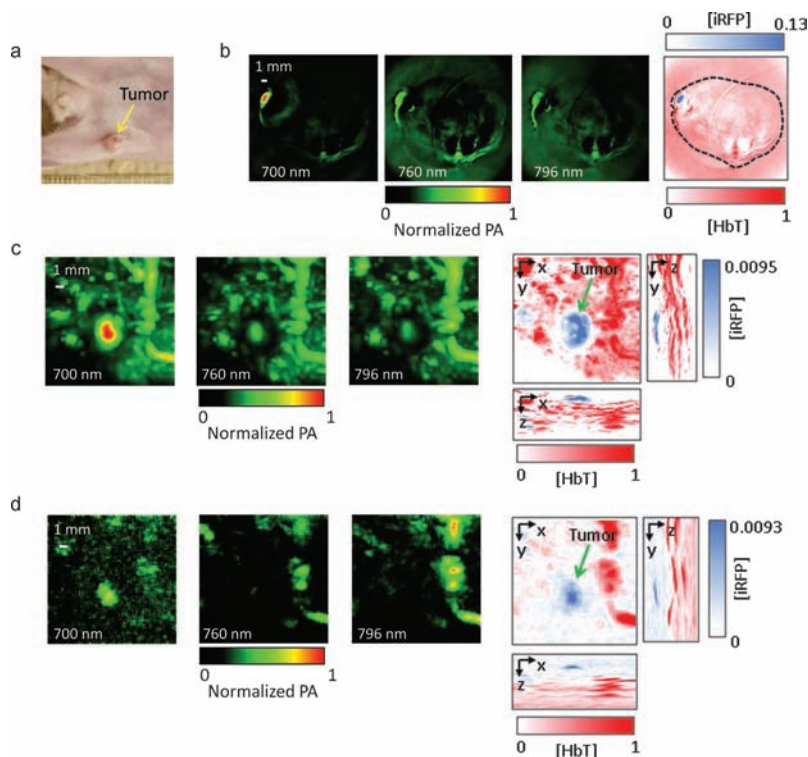 a
Tumor
b
1 mm
700 nm
760 nm
796 nm
0
1
Normalized PA
[iRFP]
0
0.13
0
1
[HbT]
c
1 mm
700 nm
760 nm
796 nm
0
1
Normalized PA
x
y
Tumor
z
y
0.0095
[iRFP]
0
x
z
0
1
[HbT]
d
1 mm
700 nm
760 nm
796 nm
0
1
Normalized PA
x
y
Tumor
z
y
0.0093
[iRFP]
0
x
z
0
1
[HbT]